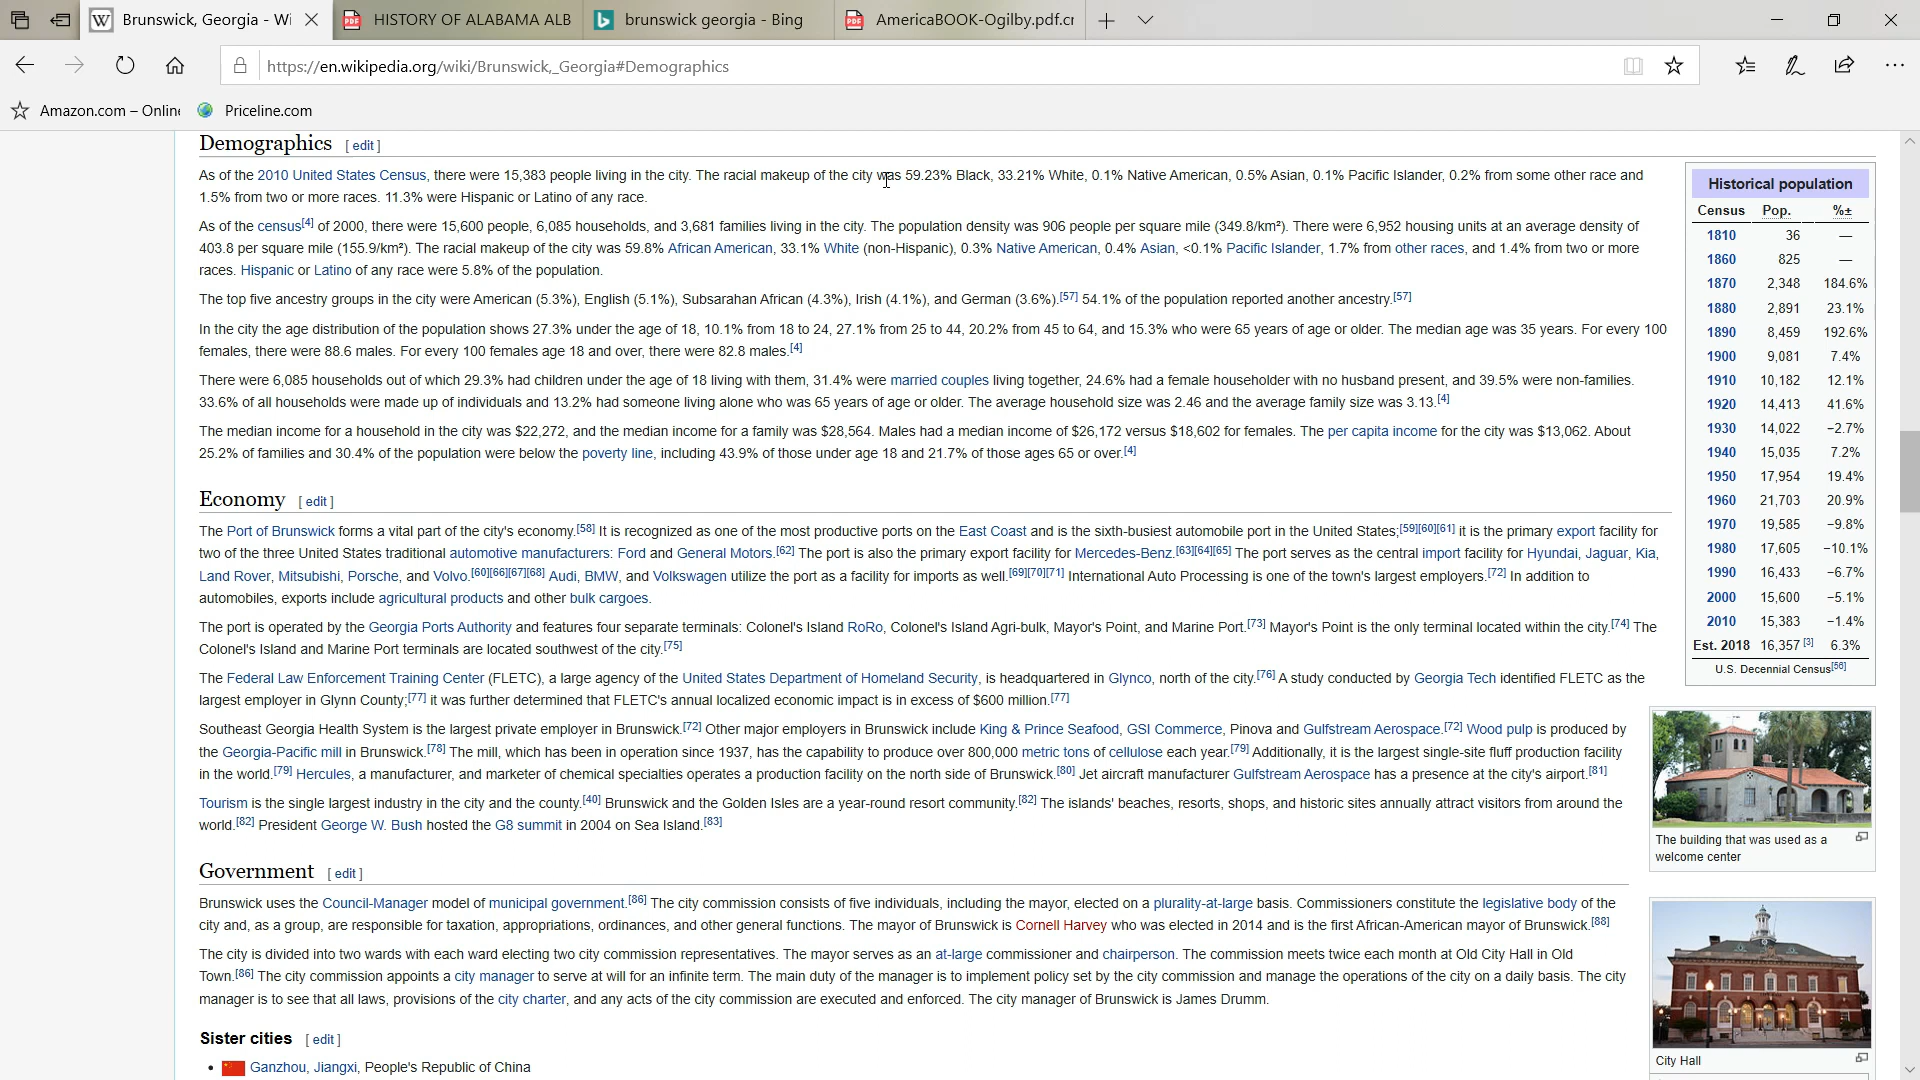 Brunswick, Georgia - Wi
HISTORY OF ALABAMA ALB
brunswick georgia - Bing
AmericaBOOK-Ogilby.pdf.cr
https://en.wikipedia.org/wiki/Brunswick,_Georgia#Demographics
Amazon.com – Online
Priceline.com
Demographics [ edit ]
As of the 2010 United States Census, there were 15,383 people living in the city. The racial makeup of the city was 59.23% Black, 33.21% White, 0.1% Native American, 0.5% Asian, 0.1% Pacific Islander, 0.2% from some other race and
1.5% from two or more races. 11.3% were Hispanic or Latino of any race.
As of the census[4] of 2000, there were 15,600 people, 6,085 households, and 3,681 families living in the city. The population density was 906 people per square mile (349.8/km²). There were 6,952 housing units at an average density of
403.8 per square mile (155.9/km²). The racial makeup of the city was 59.8% African American, 33.1% White (non-Hispanic), 0.3% Native American, 0.4% Asian, <0.1% Pacific Islander, 1.7% from other races, and 1.4% from two or more
races. Hispanic or Latino of any race were 5.8% of the population.
The top five ancestry groups in the city were American (5.3%), English (5.1%), Subsarahan African (4.3%), Irish (4.1%), and German (3.6%).[57] 54.1% of the population reported another ancestry.[57]
In the city the age distribution of the population shows 27.3% under the age of 18, 10.1% from 18 to 24, 27.1% from 25 to 44, 20.2% from 45 to 64, and 15.3% who were 65 years of age or older. The median age was 35 years. For every 100
females, there were 88.6 males. For every 100 females age 18 and over, there were 82.8 males.[4]
There were 6,085 households out of which 29.3% had children under the age of 18 living with them, 31.4% were married couples living together, 24.6% had a female householder with no husband present, and 39.5% were non-families.
33.6% of all households were made up of individuals and 13.2% had someone living alone who was 65 years of age or older. The average household size was 2.46 and the average family size was 3.13.[4]
The median income for a household in the city was $22,272, and the median income for a family was $28,564. Males had a median income of $26,172 versus $18,602 for females. The per capita income for the city was $13,062. About
25.2% of families and 30.4% of the population were below the poverty line, including 43.9% of those under age 18 and 21.7% of those ages 65 or over.[4]
Historical population
Census Pop. %±
1810 36 —
1860 825 —
1870 2,348 184.6%
1880 2,891 23.1%
1890 8,459 192.6%
1900 9,081 7.4%
1910 10,182 12.1%
1920 14,413 41.6%
1930 14,022 −2.7%
1940 15,035 7.2%
1950 17,954 19.4%
1960 21,703 20.9%
1970 19,585 −9.8%
1980 17,605 −10.1%
1990 16,433 −6.7%
2000 15,600 −5.1%
2010 15,383 −1.4%
Est. 2018 16,357 [3] 6.3%
U.S. Decennial Census[56]
Economy [ edit ]
The Port of Brunswick forms a vital part of the city's economy.[58] It is recognized as one of the most productive ports on the East Coast and is the sixth-busiest automobile port in the United States;[59][60][61] it is the primary export facility for
two of the three United States traditional automotive manufacturers: Ford and General Motors.[62] The port is also the primary export facility for Mercedes-Benz.[63][64][65] The port serves as the central import facility for Hyundai, Jaguar, Kia,
Land Rover, Mitsubishi, Porsche, and Volvo.[60][66][67][68] Audi, BMW, and Volkswagen utilize the port as a facility for imports as well.[69][70][71] International Auto Processing is one of the town's largest employers.[72] In addition to
automobiles, exports include agricultural products and other bulk cargoes.
The port is operated by the Georgia Ports Authority and features four separate terminals: Colonel's Island RoRo, Colonel's Island Agri-bulk, Mayor's Point, and Marine Port.[73] Mayor's Point is the only terminal located within the city.[74] The
Colonel's Island and Marine Port terminals are located southwest of the city.[75]
The Federal Law Enforcement Training Center (FLETC), a large agency of the United States Department of Homeland Security, is headquartered in Glynco, north of the city.[76] A study conducted by Georgia Tech identified FLETC as the
largest employer in Glynn County;[77] it was further determined that FLETC's annual localized economic impact is in excess of $600 million.[77]
Southeast Georgia Health System is the largest private employer in Brunswick.[72] Other major employers in Brunswick include King & Prince Seafood, GSI Commerce, Pinova and Gulfstream Aerospace.[72] Wood pulp is produced by
the Georgia-Pacific mill in Brunswick.[78] The mill, which has been in operation since 1937, has the capability to produce over 800,000 metric tons of cellulose each year.[79] Additionally, it is the largest single-site fluff production facility
in the world.[79] Hercules, a manufacturer, and marketer of chemical specialties operates a production facility on the north side of Brunswick.[80] Jet aircraft manufacturer Gulfstream Aerospace has a presence at the city's airport.[81]
Tourism is the single largest industry in the city and the county.[40] Brunswick and the Golden Isles are a year-round resort community.[82] The islands' beaches, resorts, shops, and historic sites annually attract visitors from around the
world.[82] President George W. Bush hosted the G8 summit in 2004 on Sea Island.[83]
The building that was used as a
welcome center
Government [ edit ]
Brunswick uses the Council-Manager model of municipal government.[86] The city commission consists of five individuals, including the mayor, elected on a plurality-at-large basis. Commissioners constitute the legislative body of the
city and, as a group, are responsible for taxation, appropriations, ordinances, and other general functions. The mayor of Brunswick is Cornell Harvey who was elected in 2014 and is the first African-American mayor of Brunswick.[88]
The city is divided into two wards with each ward electing two city commission representatives. The mayor serves as an at-large commissioner and chairperson. The commission meets twice each month at Old City Hall in Old
Town.[86] The city commission appoints a city manager to serve at will for an infinite term. The main duty of the manager is to implement policy set by the city commission and manage the operations of the city on a daily basis. The city
manager is to see that all laws, provisions of the city charter, and any acts of the city commission are executed and enforced. The city manager of Brunswick is James Drumm.
City Hall
Sister cities [ edit ]
• Ganzhou, Jiangxi, People's Republic of China